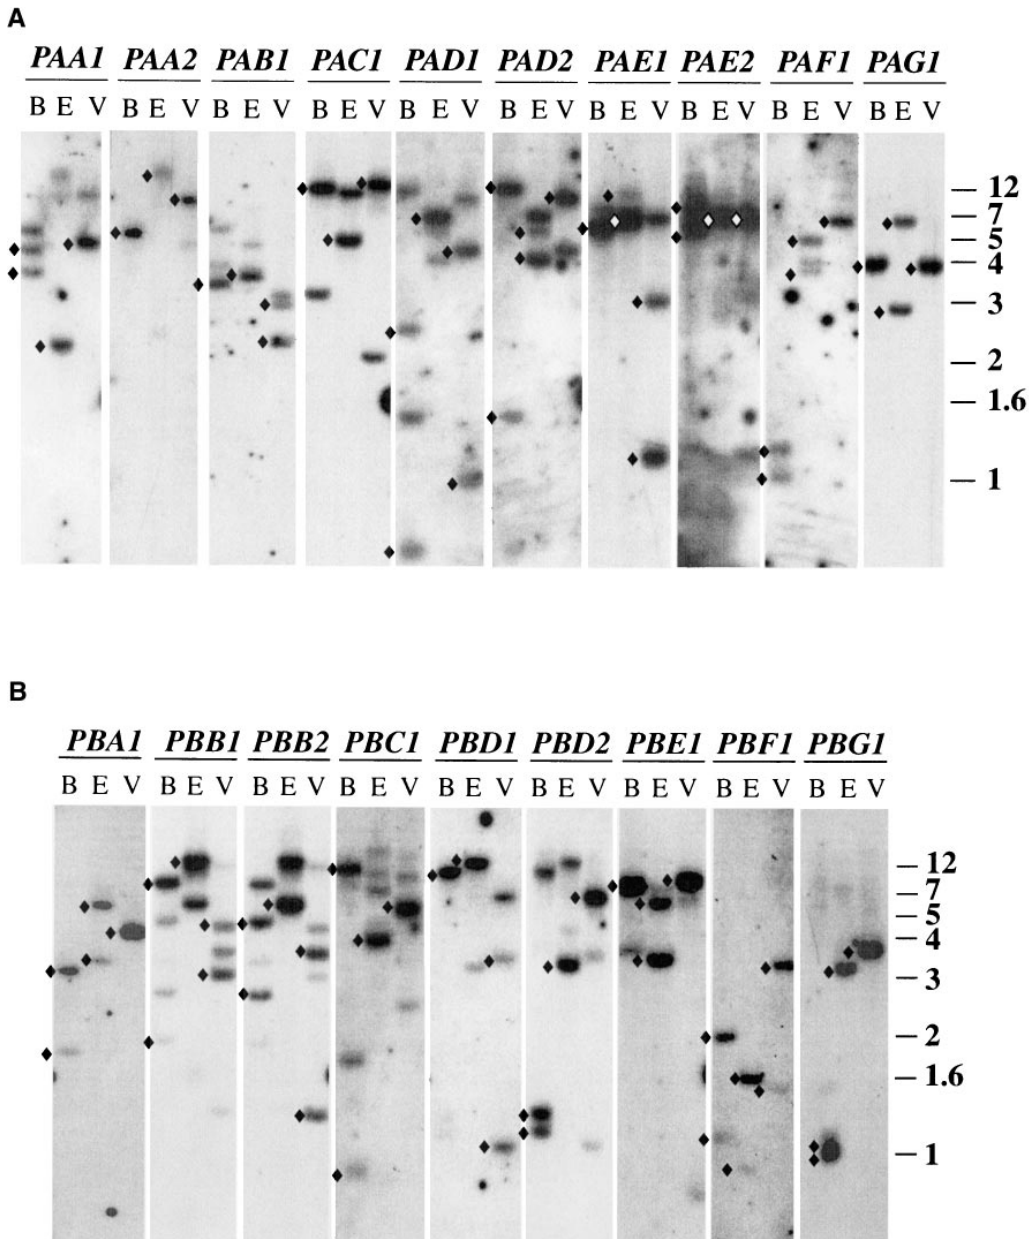 A
PAA1 PAA2 PAB1 PAC1 PAD1 PAD2 PAE1 PAE2 PAF1 PAG1
B E V B E V B E V B E V B E V B E V B E V B E V B E V B E V
12
7
5
4
3
2
1.6
1
B
PBA1 PBB1 PBB2 PBC1 PBD1 PBD2 PBE1 PBF1 PBG1
B E V B E V B E V B E V B E V B E V B E V B E V B E V
12
7
5
4
3
2
1.6
1